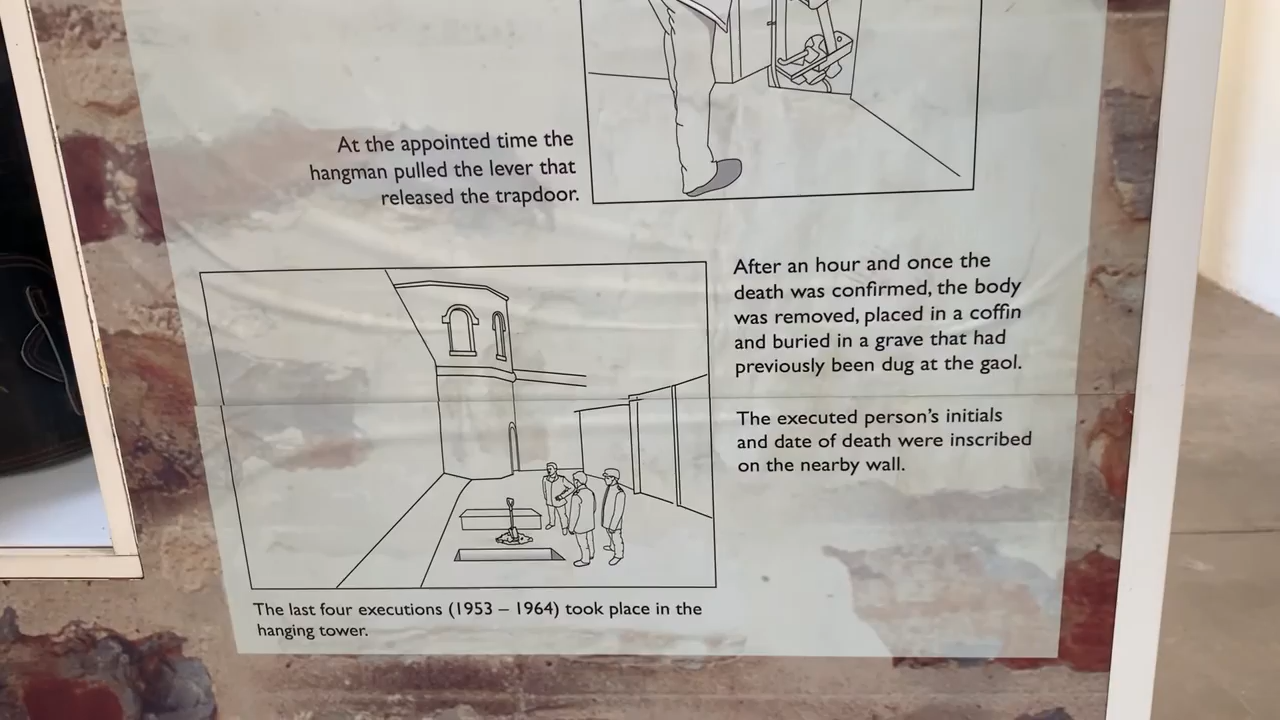 At the appointed time the
hangman pulled the lever that
released the trapdoor.
After an hour and once the
death was confirmed, the body
was removed, placed in a coffin
and buried in a grave that had
previously been dug at the gaol.
The executed person's initials
and date of death were inscribed
on the nearby wall.
The last four executions (1953 – 1964) took place in the
hanging tower.